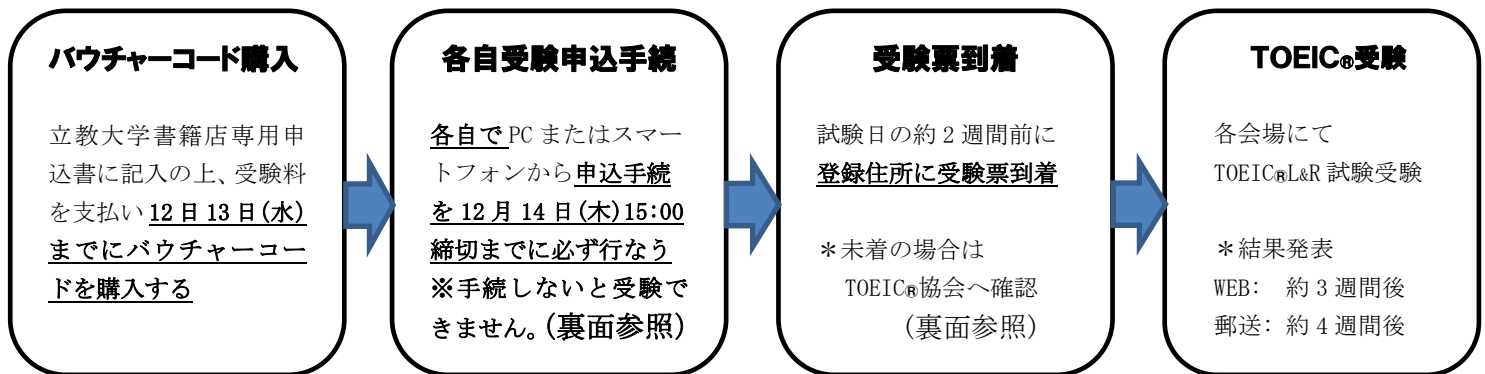 バウチャーコード購入
立教大学書籍店専用申
込書に記入の上、受験料
を支払い 12日13日(水)
までにバウチャーコー
ドを購入する
各自受験申込手続
各自で PC またはスマー
トフォンから申込手続
を 12月14日(木)15:00
締切までに必ず行なう
※手続しないと受験で
きません。(裏面参照)
受験票到着
試験日の約2週間前に
登録住所に受験票到着
＊未着の場合は
TOEIC®協会へ確認
(裏面参照)
TOEIC®受験
各会場にて
TOEIC®L&R 試験受験
＊結果発表
WEB: 約3週間後
郵送: 約4週間後